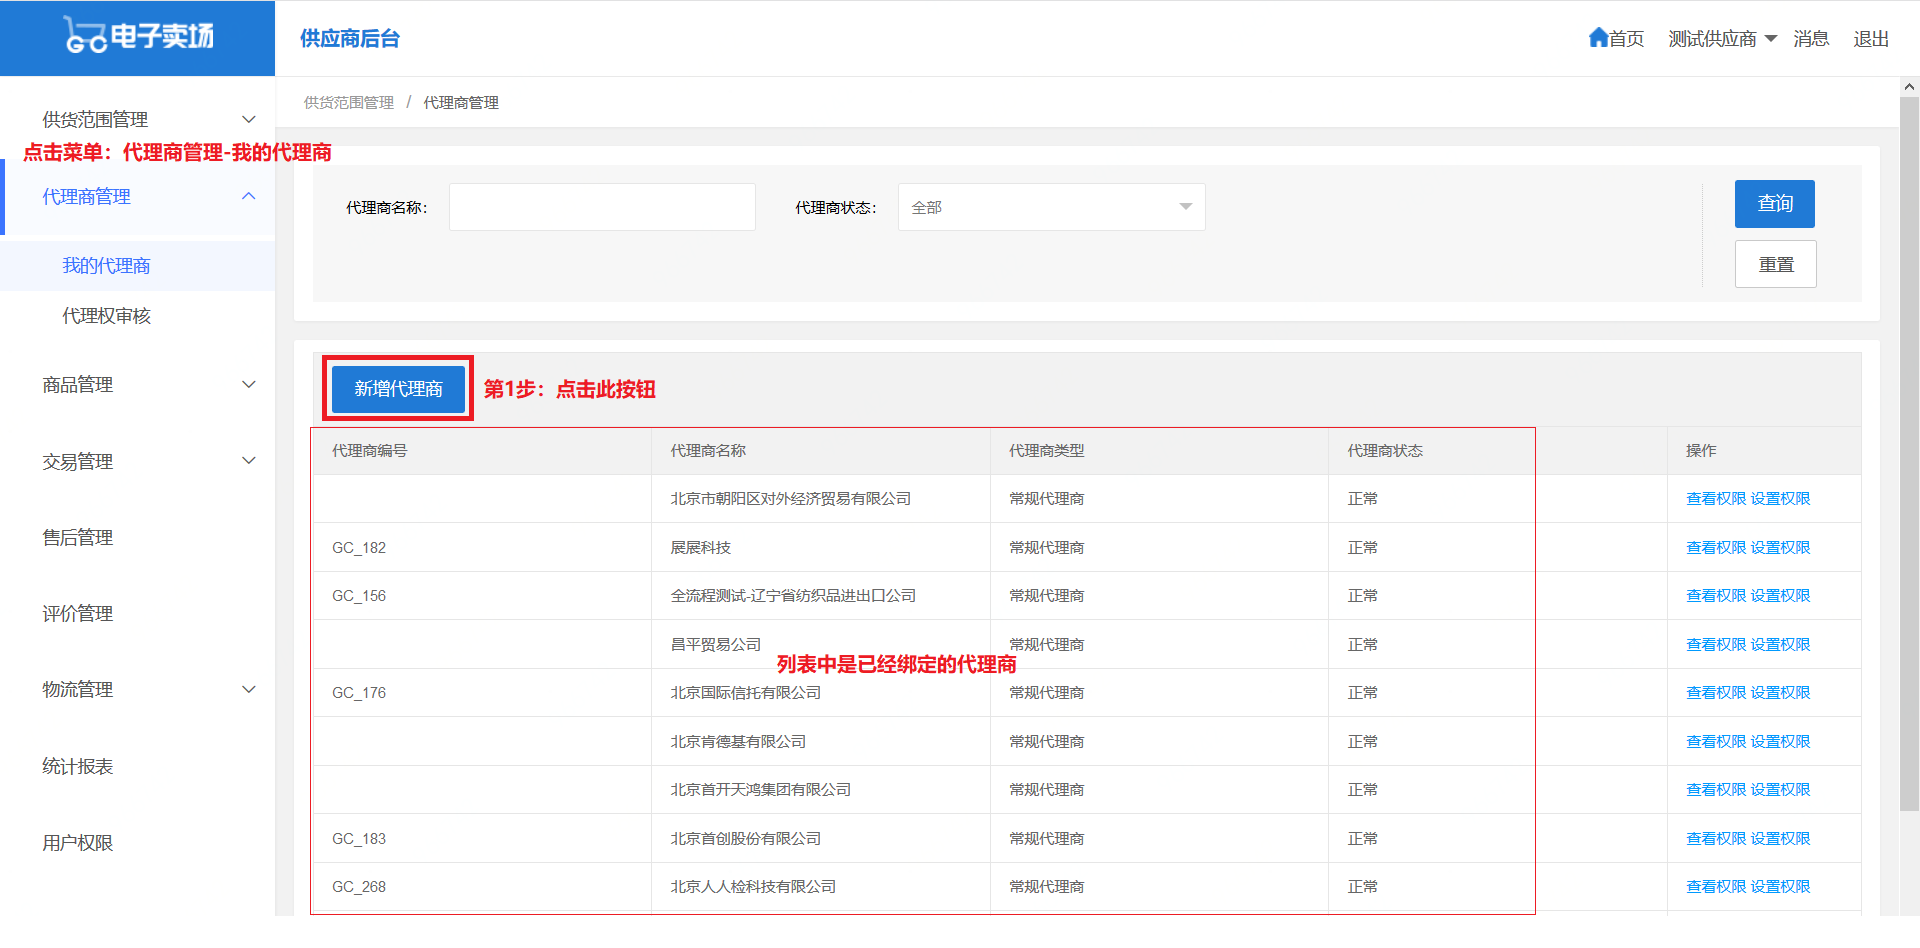 GC 电子卖场
供应商后台
首页 测试供应商 消息 退出
供货范围管理 / 代理商管理
供货范围管理
点击菜单：代理商管理-我的代理商
代理商管理
我的代理商
代理权审核
商品管理
交易管理
售后管理
评价管理
物流管理
统计报表
用户权限
代理商名称： 代理商状态： 全部 查询
重置
新增代理商 第1步：点击此按钮
代理商编号 代理商名称 代理商类型 代理商状态 操作
北京市朝阳区对外经济贸易有限公司 常规代理商 正常 查看权限 设置权限
GC_182 展展科技 常规代理商 正常 查看权限 设置权限
GC_156 全流程测试-辽宁省纺织品进出口公司 常规代理商 正常 查看权限 设置权限
昌平贸易公司 常规代理商 正常 查看权限 设置权限
列表中是已经绑定的代理商
GC_176 北京国际信托有限公司 常规代理商 正常 查看权限 设置权限
北京肯德基有限公司 常规代理商 正常 查看权限 设置权限
北京首开天鸿集团有限公司 常规代理商 正常 查看权限 设置权限
GC_183 北京首创股份有限公司 常规代理商 正常 查看权限 设置权限
GC_268 北京人人检科技有限公司 常规代理商 正常 查看权限 设置权限